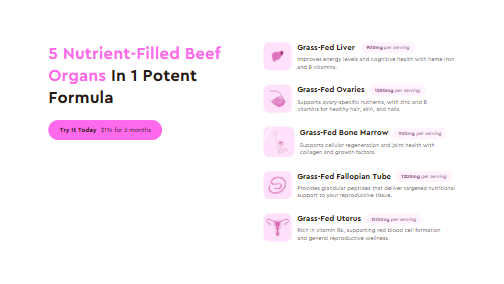 5 Nutrient-Filled Beef
Organs In 1 Potent
Formula
Try It Today $114 for 3 months
Grass-Fed Liver 900mg per serving
Improves energy levels and cognitive health with heme iron
and B vitamins.
Grass-Fed Ovaries 1200mg per serving
Supports ovary-specific nutrients, with zinc and B
vitamins for healthy hair, skin, and nails.
Grass-Fed Bone Marrow 900mg per serving
Supports cellular regeneration and joint health with
collagen and growth factors.
Grass-Fed Fallopian Tube 1200mg per serving
Provides glandular peptides that deliver targeted nutritional
support to your reproductive tissue.
Grass-Fed Uterus 1200mg per serving
Rich in vitamin B6, supporting red blood cell formation
and general reproductive wellness.